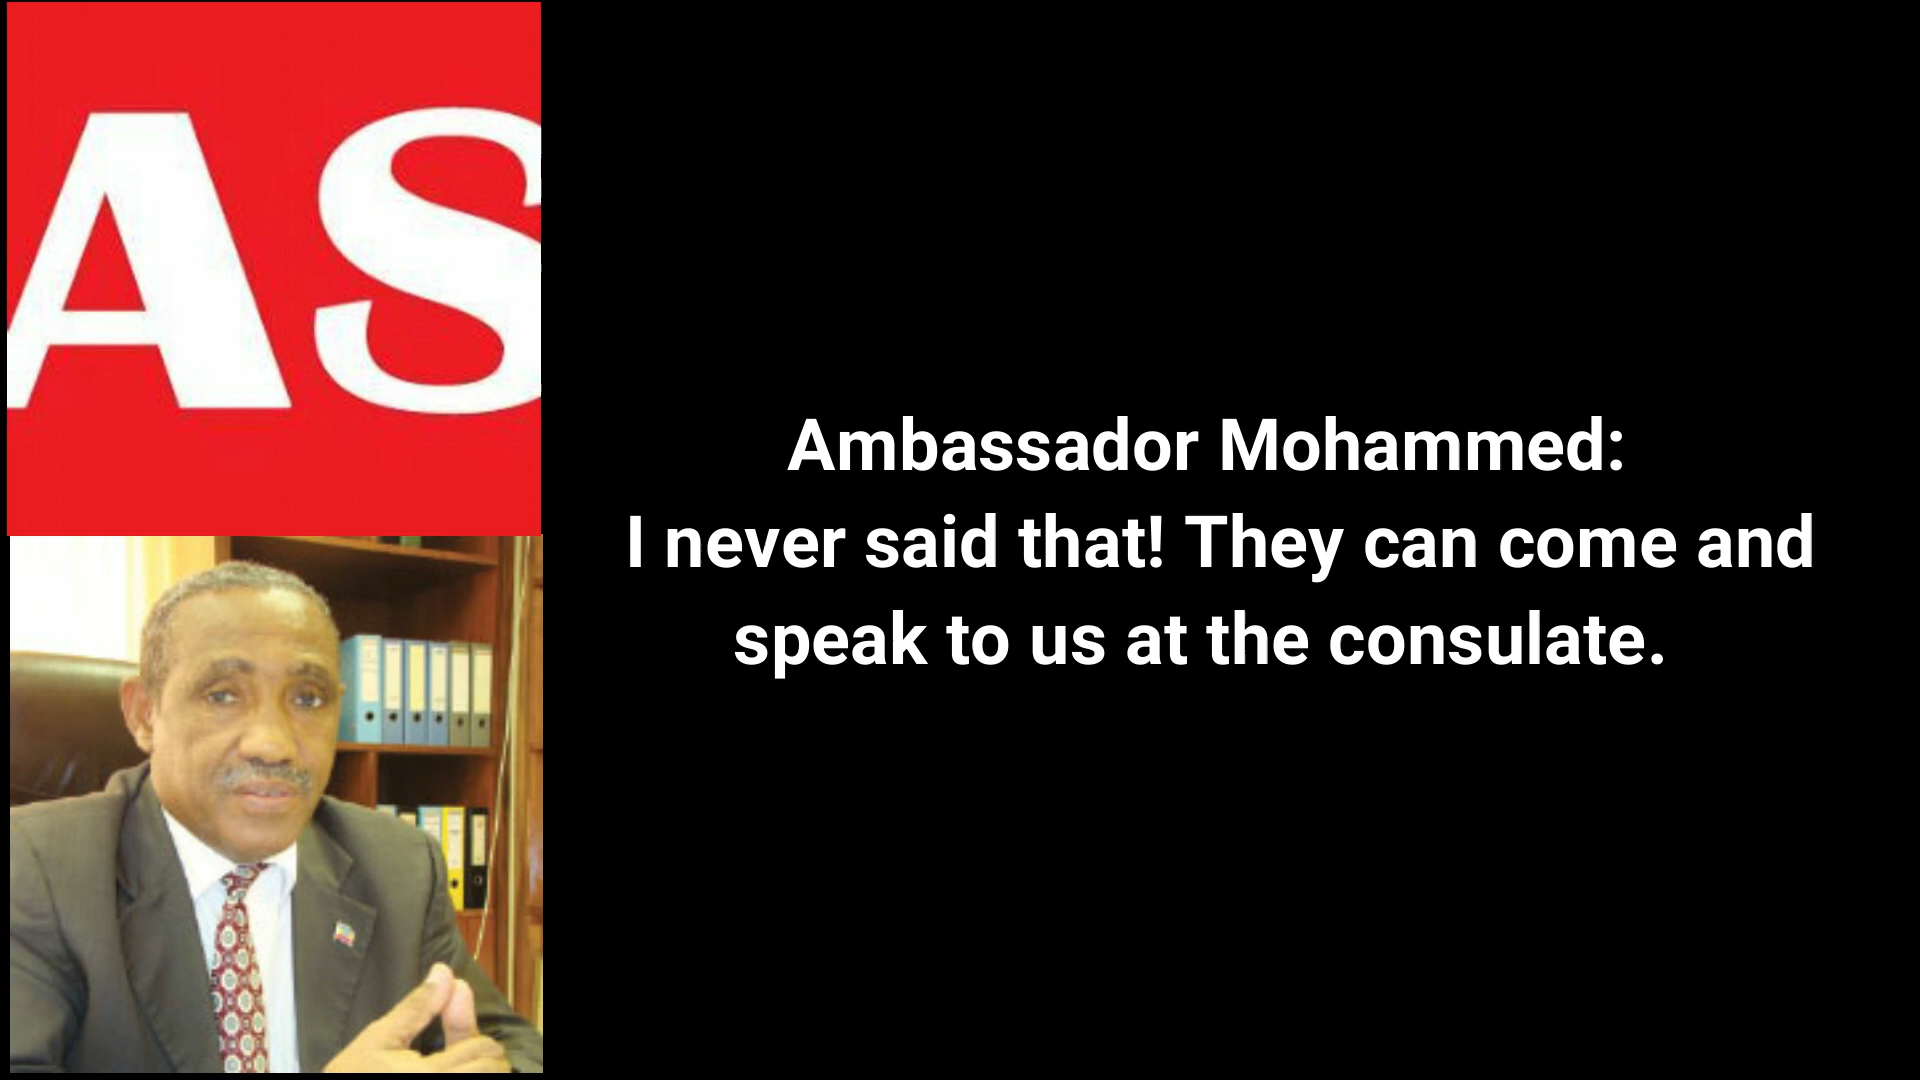 AS
Ambassador Mohammed:
I never said that! They can come and
speak to us at the consulate.